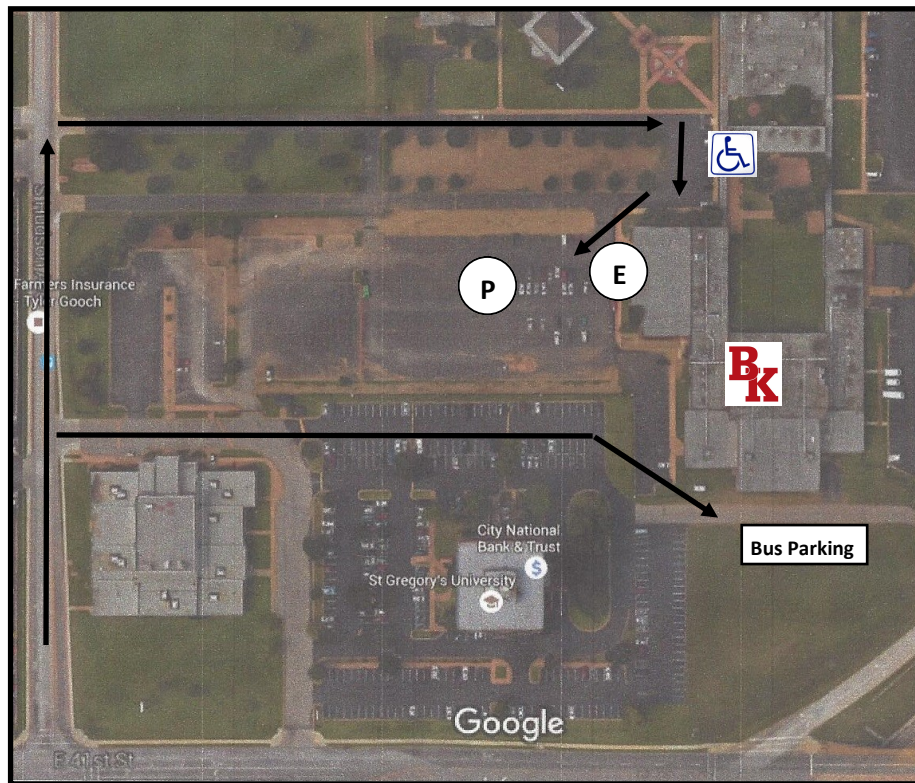 P
E
Farmers Insurance
- Tyler Gooch
BK
City National
Bank & Trust
Bus Parking
St Gregory's University
$
Google
E 41st St